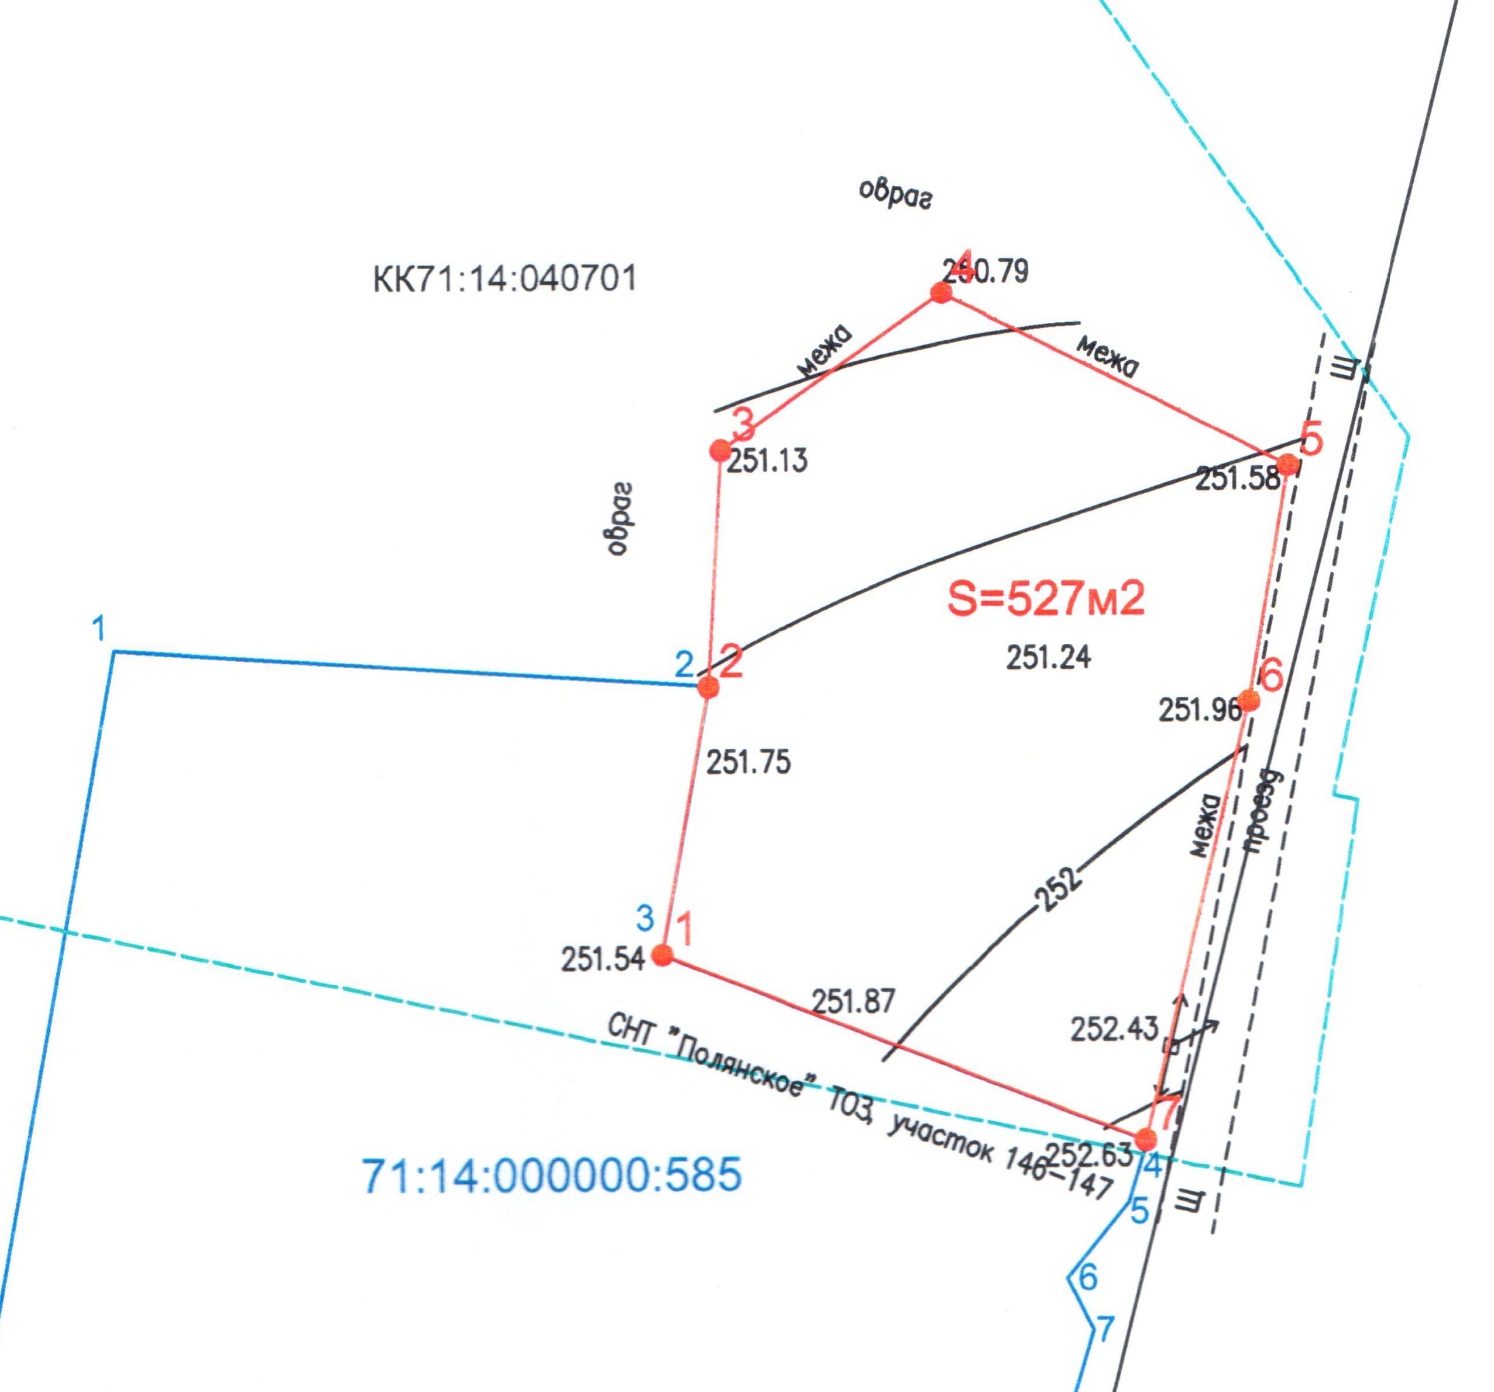 овраг
4
250.79
КК71:14:040701
межа
межа
Ш
3
251.13
5
251.58
овраг
S=527м2
251.24
1
2
2
6
251.96
251.75
межа
проезд
252
3
1
251.54
251.87
252.43
СНТ "Полянское" ТОЗ, участок 146-147
7
252.63
4
71:14:000000:585
Ш
5
6
7